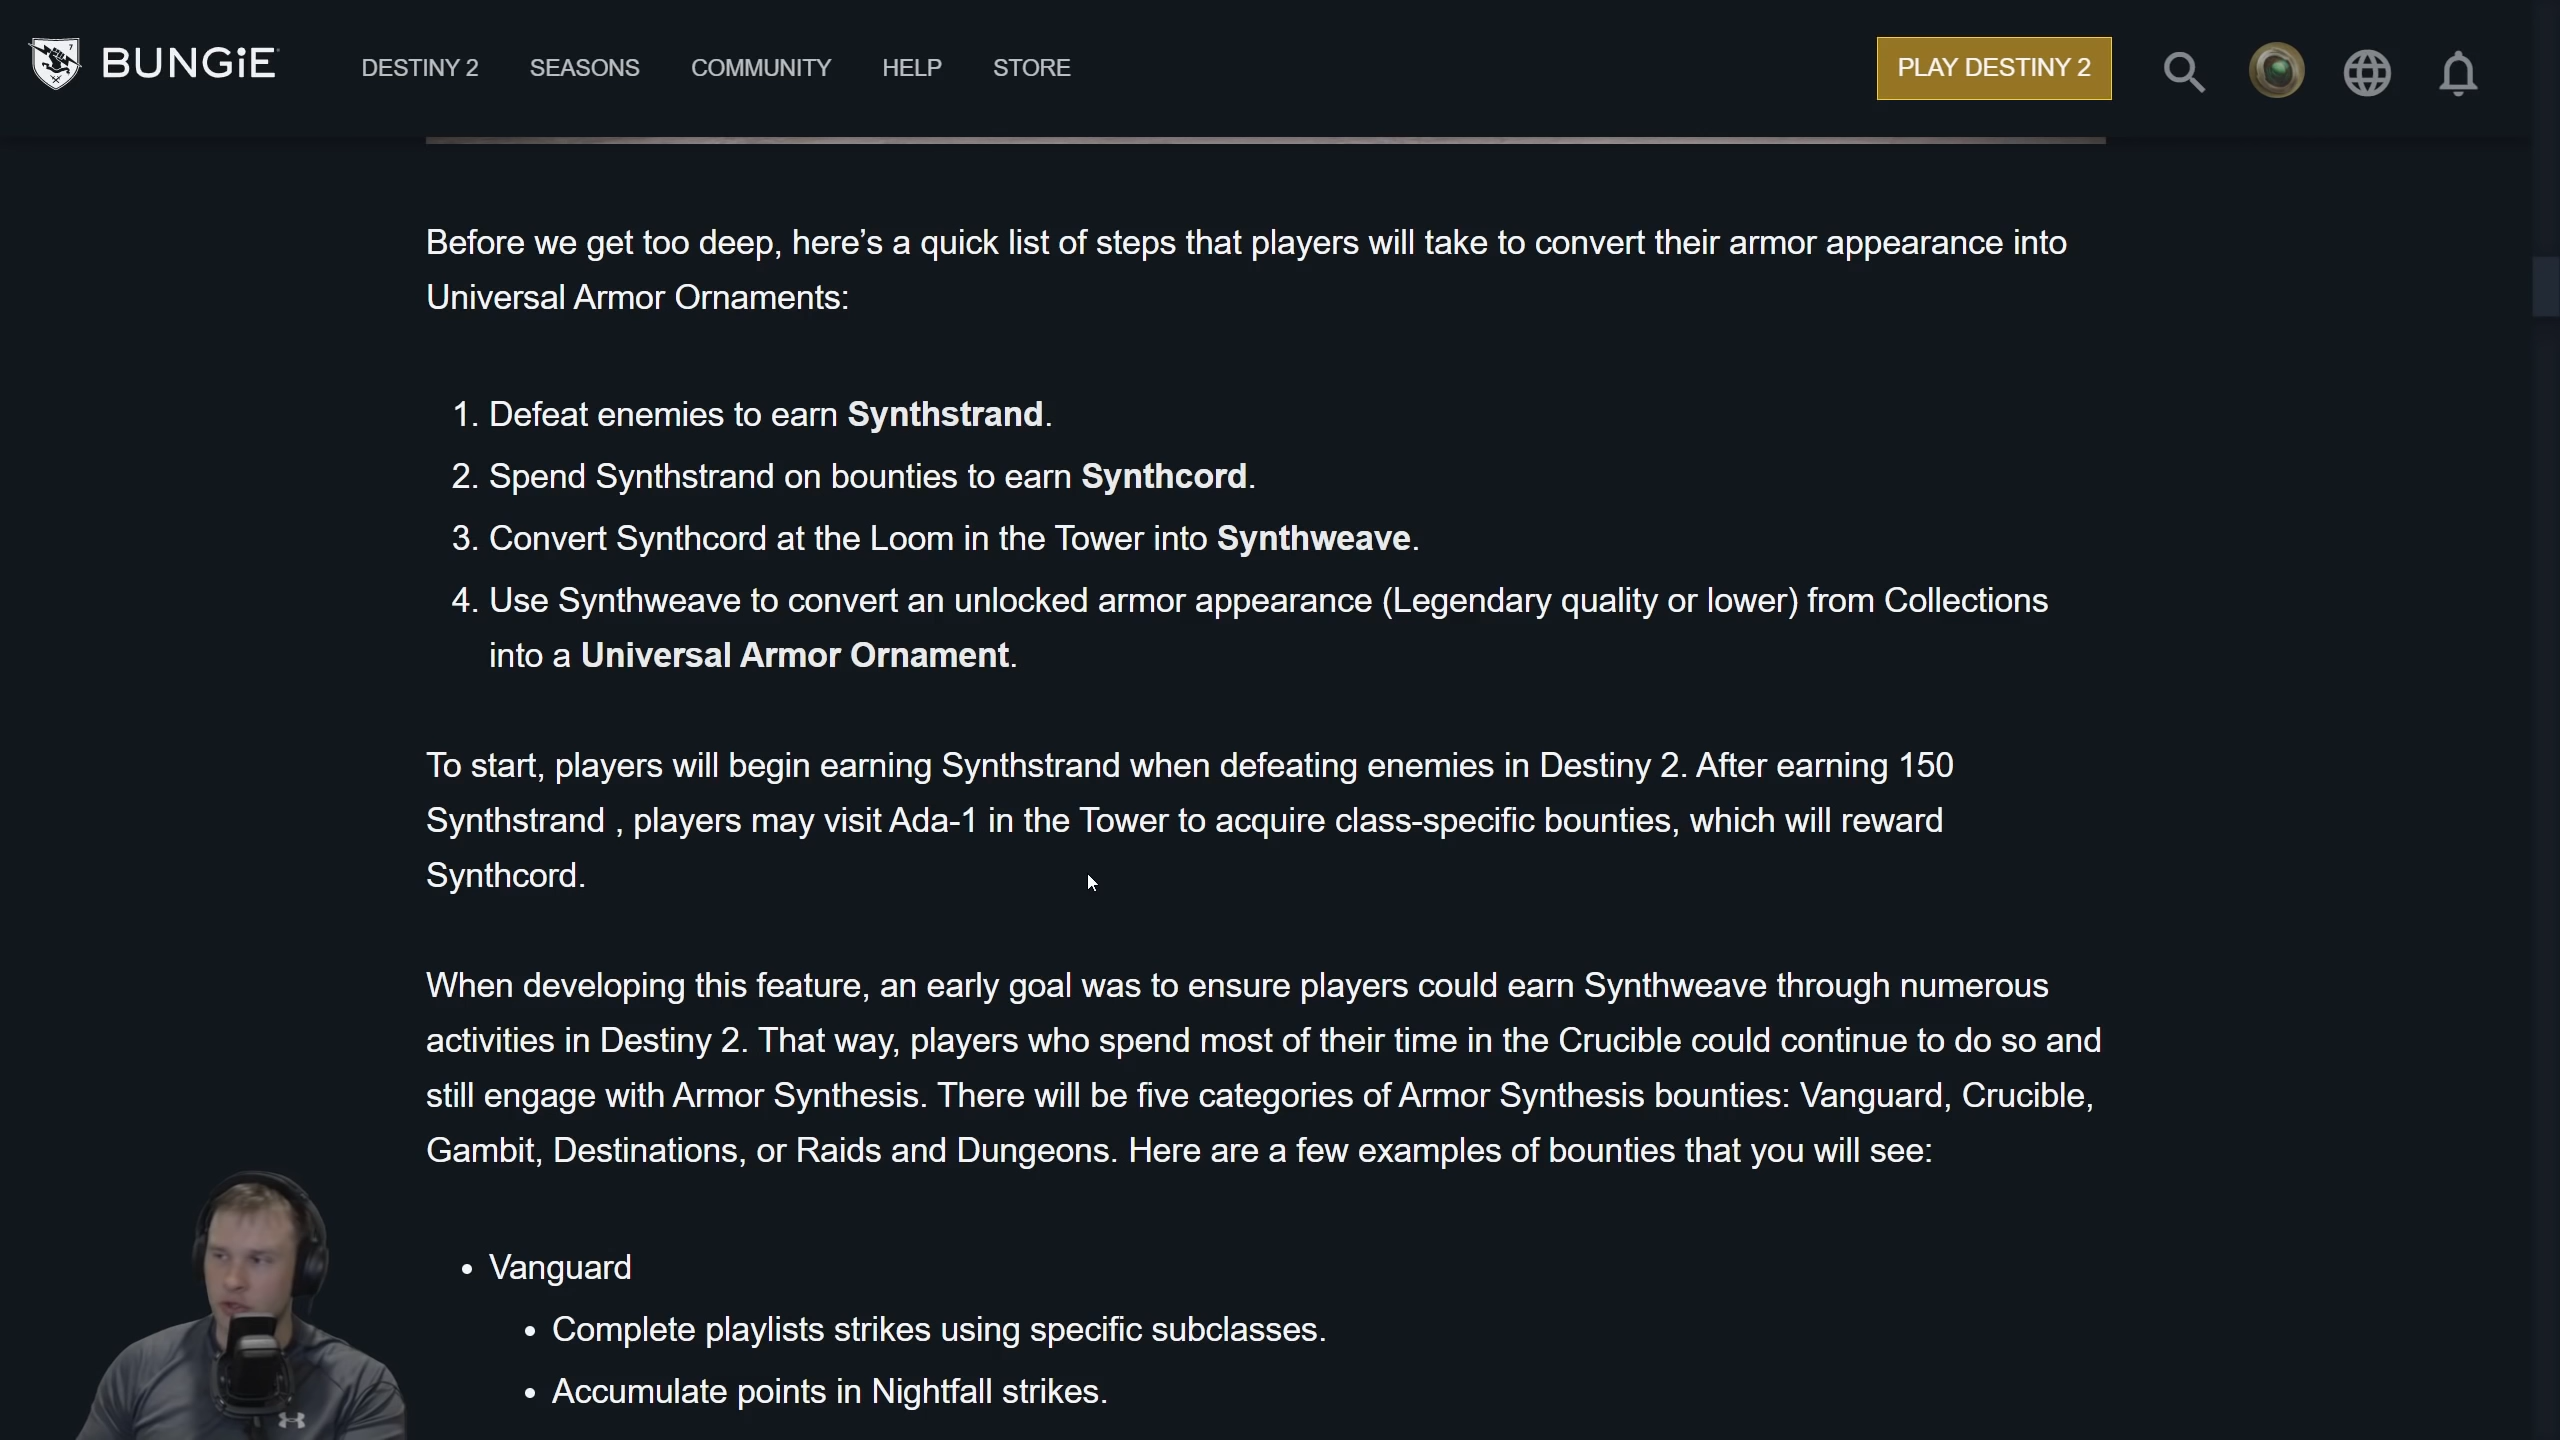 BUNGiE
DESTINY 2
SEASONS
COMMUNITY
HELP
STORE
PLAY DESTINY 2
Before we get too deep, here’s a quick list of steps that players will take to convert their armor appearance into
Universal Armor Ornaments:
1. Defeat enemies to earn Synthstrand.
2. Spend Synthstrand on bounties to earn Synthcord.
3. Convert Synthcord at the Loom in the Tower into Synthweave.
4. Use Synthweave to convert an unlocked armor appearance (Legendary quality or lower) from Collections
into a Universal Armor Ornament.
To start, players will begin earning Synthstrand when defeating enemies in Destiny 2. After earning 150
Synthstrand , players may visit Ada-1 in the Tower to acquire class-specific bounties, which will reward
Synthcord.
When developing this feature, an early goal was to ensure players could earn Synthweave through numerous
activities in Destiny 2. That way, players who spend most of their time in the Crucible could continue to do so and
still engage with Armor Synthesis. There will be five categories of Armor Synthesis bounties: Vanguard, Crucible,
Gambit, Destinations, or Raids and Dungeons. Here are a few examples of bounties that you will see:
• Vanguard
• Complete playlists strikes using specific subclasses.
• Accumulate points in Nightfall strikes.